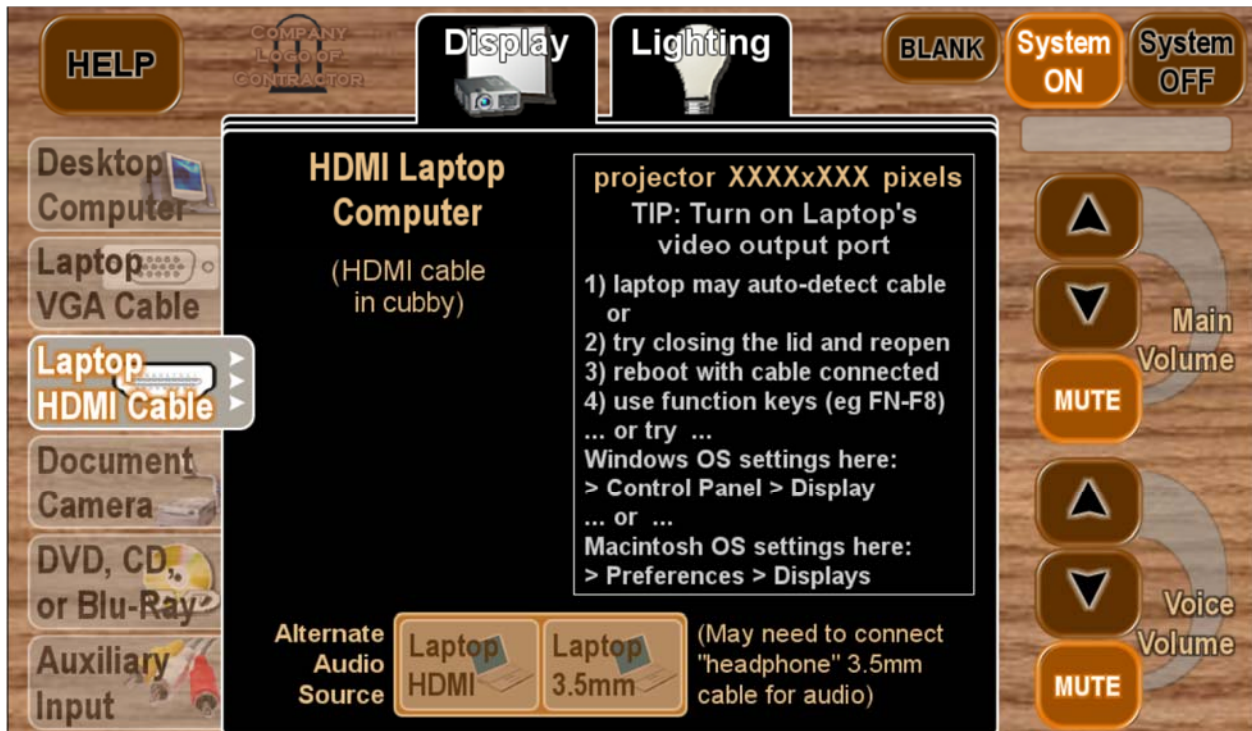 HELP
COMPANY
LOGO OF
CONTRACTOR
Display
Lighting
BLANK
System
ON
System
OFF
Desktop
Computer
Laptop
VGA Cable
Laptop
HDMI Cable
Document
Camera
DVD, CD,
or Blu-Ray
Auxiliary
Input
HDMI Laptop
Computer
(HDMI cable
in cubby)
projector XXXXxXXX pixels
TIP: Turn on Laptop's
video output port
1) laptop may auto-detect cable
or
2) try closing the lid and reopen
3) reboot with cable connected
4) use function keys (eg FN-F8)
... or try ...
Windows OS settings here:
> Control Panel > Display
... or ...
Macintosh OS settings here:
> Preferences > Displays
Alternate
Audio
Source
Laptop
HDMI
Laptop
3.5mm
(May need to connect
"headphone" 3.5mm
cable for audio)
Main
Volume
MUTE
Voice
Volume
MUTE